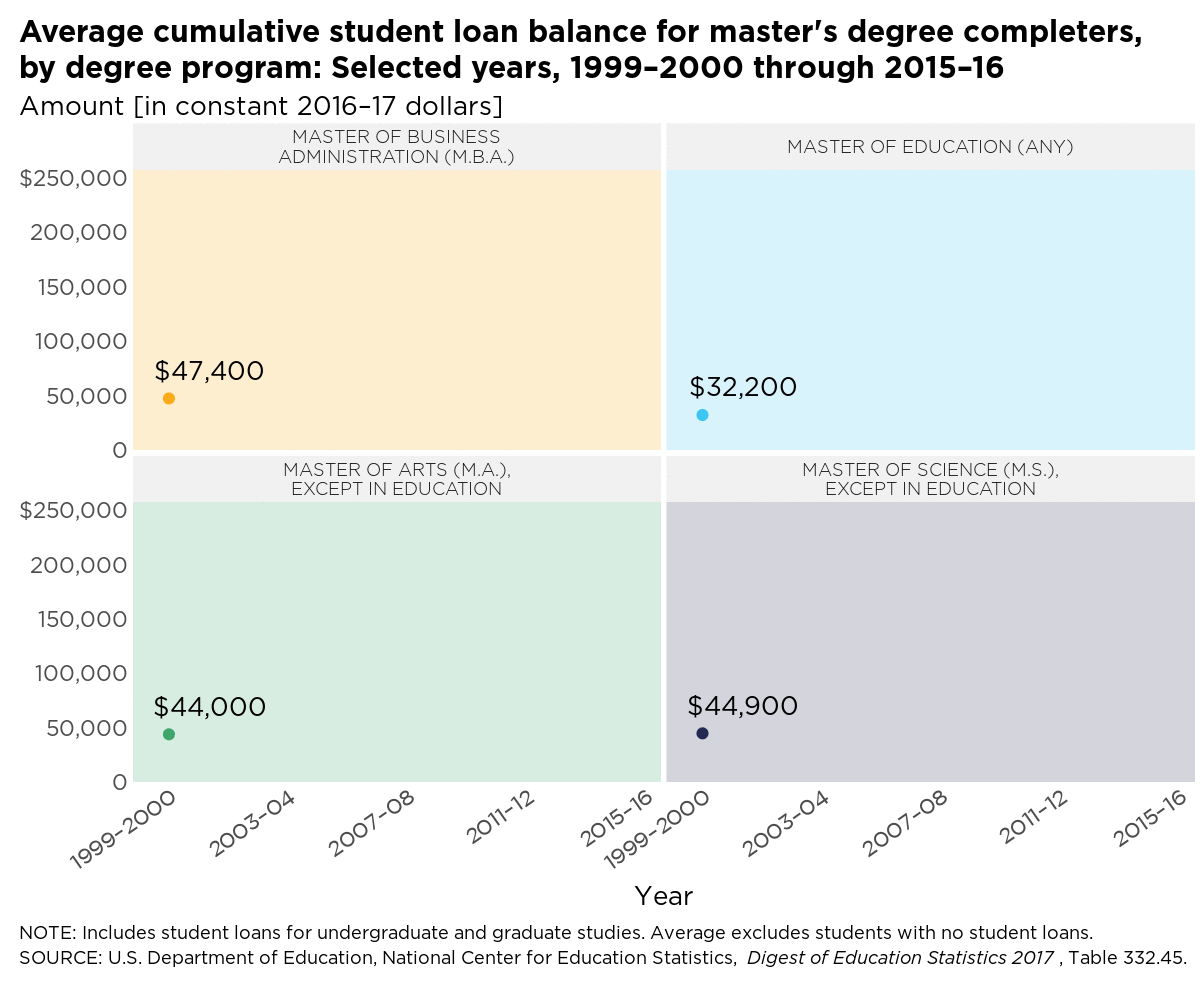 Average cumulative student loan balance for master's degree completers,
by degree program: Selected years, 1999–2000 through 2015–16
Amount [in constant 2016–17 dollars]
MASTER OF BUSINESS
ADMINISTRATION (M.B.A.)
MASTER OF EDUCATION (ANY)
$250,000
200,000
150,000
100,000
50,000
0
$47,400
$32,200
MASTER OF ARTS (M.A.),
EXCEPT IN EDUCATION
MASTER OF SCIENCE (M.S.),
EXCEPT IN EDUCATION
$250,000
200,000
150,000
100,000
50,000
0
$44,000
$44,900
1999–2000
2003–04
2007–08
2011–12
2015–16
1999–2000
2003–04
2007–08
2011–12
2015–16
Year
NOTE: Includes student loans for undergraduate and graduate studies. Average excludes students with no student loans.
SOURCE: U.S. Department of Education, National Center for Education Statistics, Digest of Education Statistics 2017 , Table 332.45.